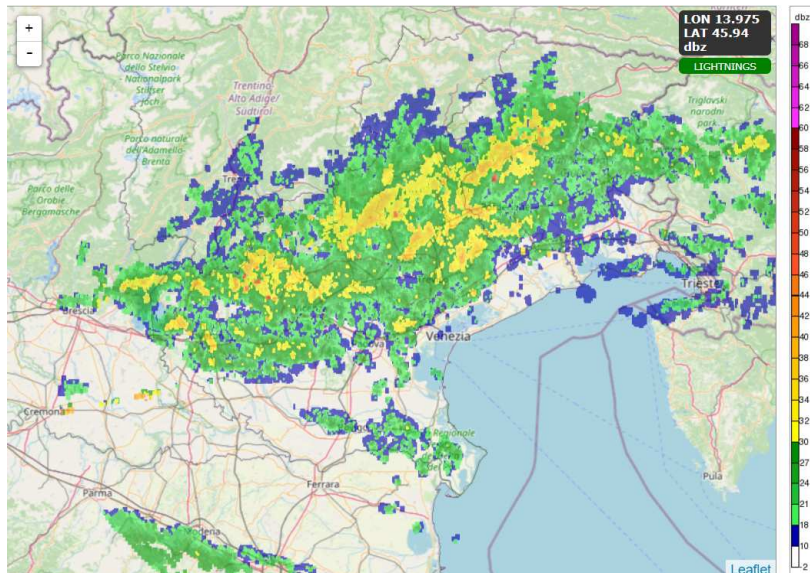 +
-
LON 13.975
LAT 45.94
dbz
LIGHTNINGS
dbz
68
66
64
62
60
58
56
54
52
50
48
46
44
42
40
38
36
34
32
30
27
24
21
18
10
-2
Parco Nazionale
dello Stelvio
- Nationalpark
Stilfser
Joch
Trentino
Alto Adige/
Südtirol
Triglavski
narodni
park
Parco naturale
dell'Adamello-
Brenta
Parco delle
Orobie
Bergamasche
Trieste
Brescia
Venezia
Cremona
Regionale
Ferrara
Pula
Parma
Leaflet